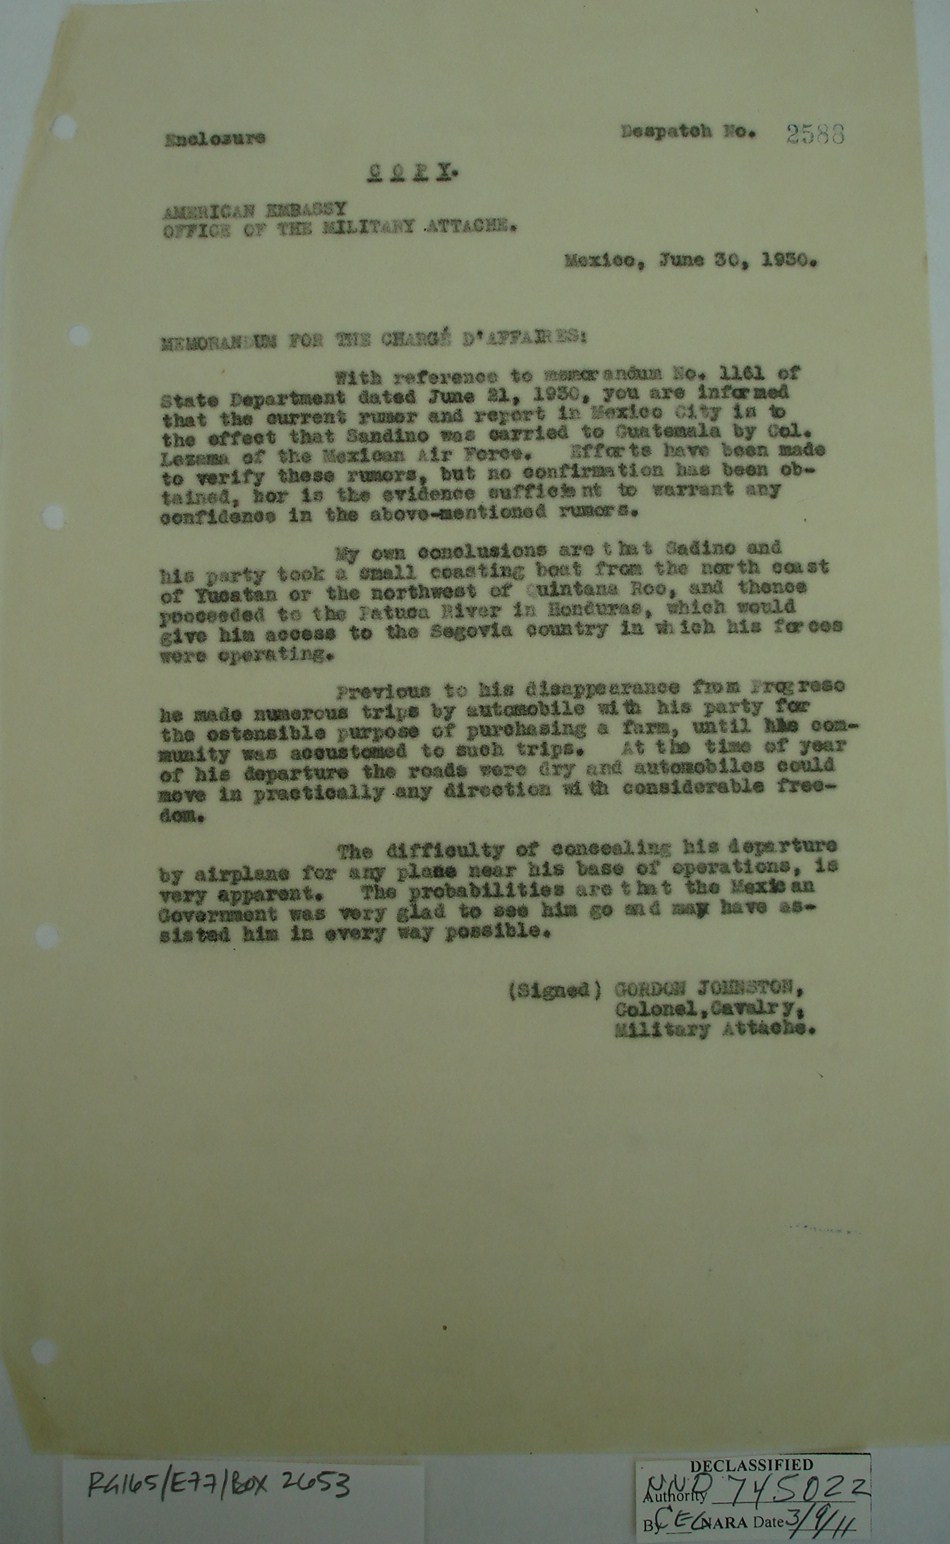 Enclosure
Despatch No. 2588
C O P Y.
AMERICAN EMBASSY
OFFICE OF THE MILITARY ATTACHE.
Mexico, June 30, 1930.
MEMORANDUM FOR THE CHARGÉ D'AFFAIRES:
With reference to memorandum No. 1161 of
State Department dated June 21, 1930, you are informed
that the current rumor and report in Mexico City is to
the effect that Sandino was carried to Guatemala by Col.
Lezama of the Mexican Air Force. Efforts have been made
to verify these rumors, but no confirmation has been ob-
tained, hor is the evidence sufficient to warrant any
confidence in the above-mentioned rumors.
My own conclusions are that Sadino and
his party took a small coasting boat from the north coast
of Yucatan or the northwest of Quintana Roo, and thence
poceeded to the Patuca River in Honduras, which would
give him access to the Segovia country in which his forces
were operating.
Previous to his disappearance from Progreso
he made numerous trips by automobile with his party for
the ostensible purpose of purchasing a farm, until the com-
munity was accustomed to such trips. At the time of year
of his departure the roads were dry and automobiles could
move in practically any direction with considerable free-
dom.
The difficulty of concealing his departure
by airplane for any plane near his base of operations, is
very apparent. The probabilities are that the Mexican
Government was very glad to see him go and may have as-
sisted him in every way possible.
(Signed) GORDON JOHNSTON,
Colonel, Cavalry,
Military Attache.
RG165/E77/BOX 2653
DECLASSIFIED
Authority NND 745022
By CEC NARA Date 3/9/11